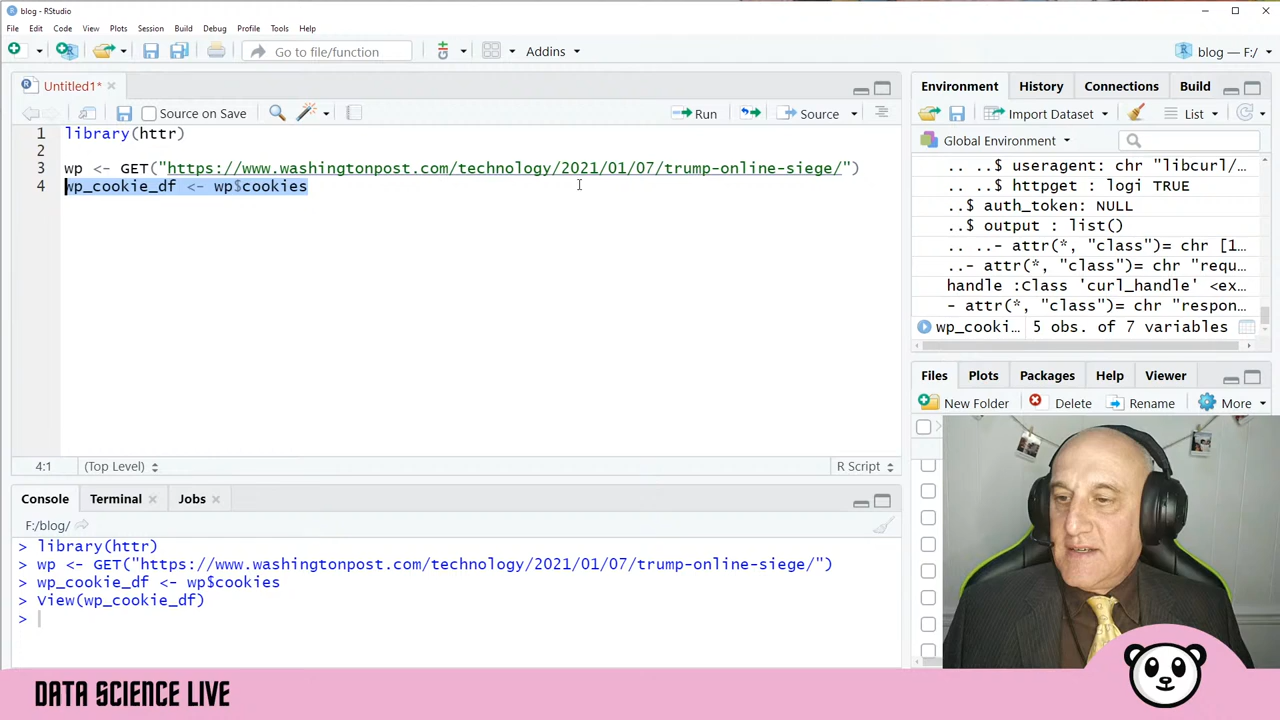 blog - RStudio
File Edit Code View Plots Session Build Debug Profile Tools Help
Go to file/function
Addins
blog — F:/
Untitled1*
Source on Save
Run
Source
1 library(httr)
2
3 wp <- GET("https://www.washingtonpost.com/technology/2021/01/07/trump-online-siege/")
4 wp_cookie_df <- wp$cookies
4:1 (Top Level)
R Script
Console Terminal Jobs
F:/blog/
> library(httr)
> wp <- GET("https://www.washingtonpost.com/technology/2021/01/07/trump-online-siege/")
> wp_cookie_df <- wp$cookies
> View(wp_cookie_df)
>
Environment History Connections Build
Import Dataset
List
Global Environment
.. ..$ useragent: chr "libcurl/…
.. ..$ httpget : logi TRUE
..$ auth_token: NULL
..$ output : list()
.. ..- attr(*, "class")= chr [1…
..- attr(*, "class")= chr "requ…
handle :Class 'curl_handle' <ex…
- attr(*, "class")= chr "respon…
wp_cooki… 5 obs. of 7 variables
Files Plots Packages Help Viewer
New Folder Delete Rename More
DATA SCIENCE LIVE